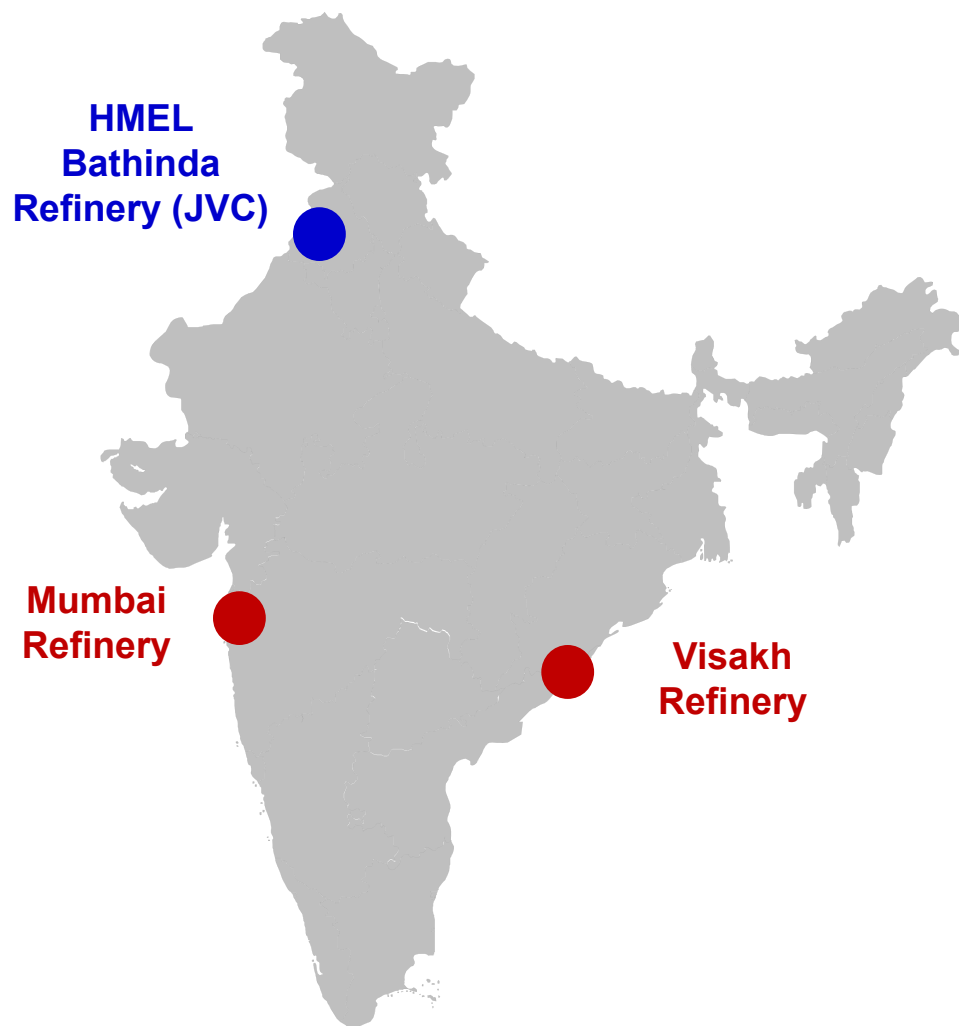 HMEL
Bathinda
Refinery (JVC)
Mumbai
Refinery
Visakh
Refinery